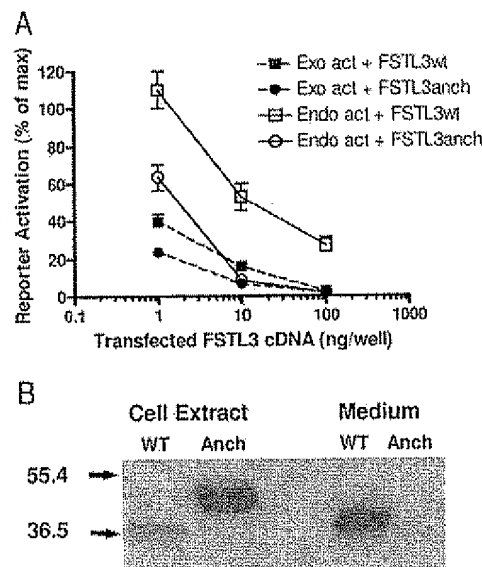 A
Reporter Activation (% of max)
120
100
80
60
40
20
0
0.1 1 10 100 1000
Transfected FSTL3 cDNA (ng/well)
Exo act + FSTL3wt
Exo act + FSTL3anch
Endo act + FSTL3wt
Endo act + FSTL3anch
B
Cell Extract Medium
WT Anch WT Anch
55.4
36.5